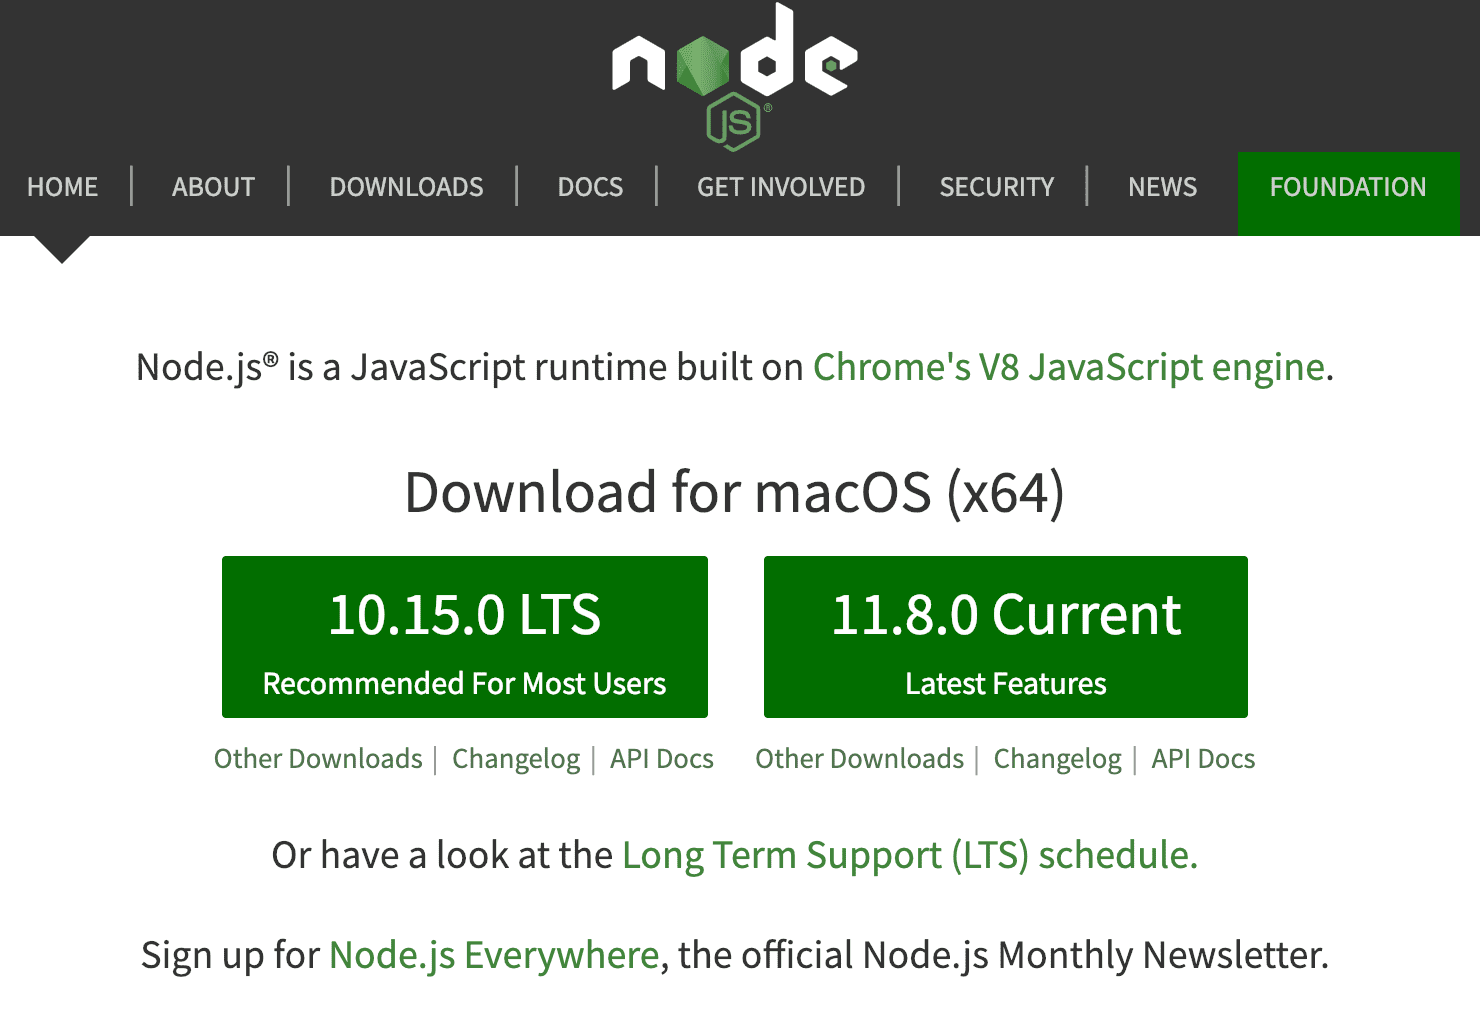 node
JS®
HOME | ABOUT | DOWNLOADS | DOCS | GET INVOLVED | SECURITY | NEWS FOUNDATION
Node.js® is a JavaScript runtime built on Chrome's V8 JavaScript engine.
Download for macOS (x64)
10.15.0 LTS 11.8.0 Current
Recommended For Most Users Latest Features
Other Downloads | Changelog | API Docs Other Downloads | Changelog | API Docs
Or have a look at the Long Term Support (LTS) schedule.
Sign up for Node.js Everywhere, the official Node.js Monthly Newsletter.